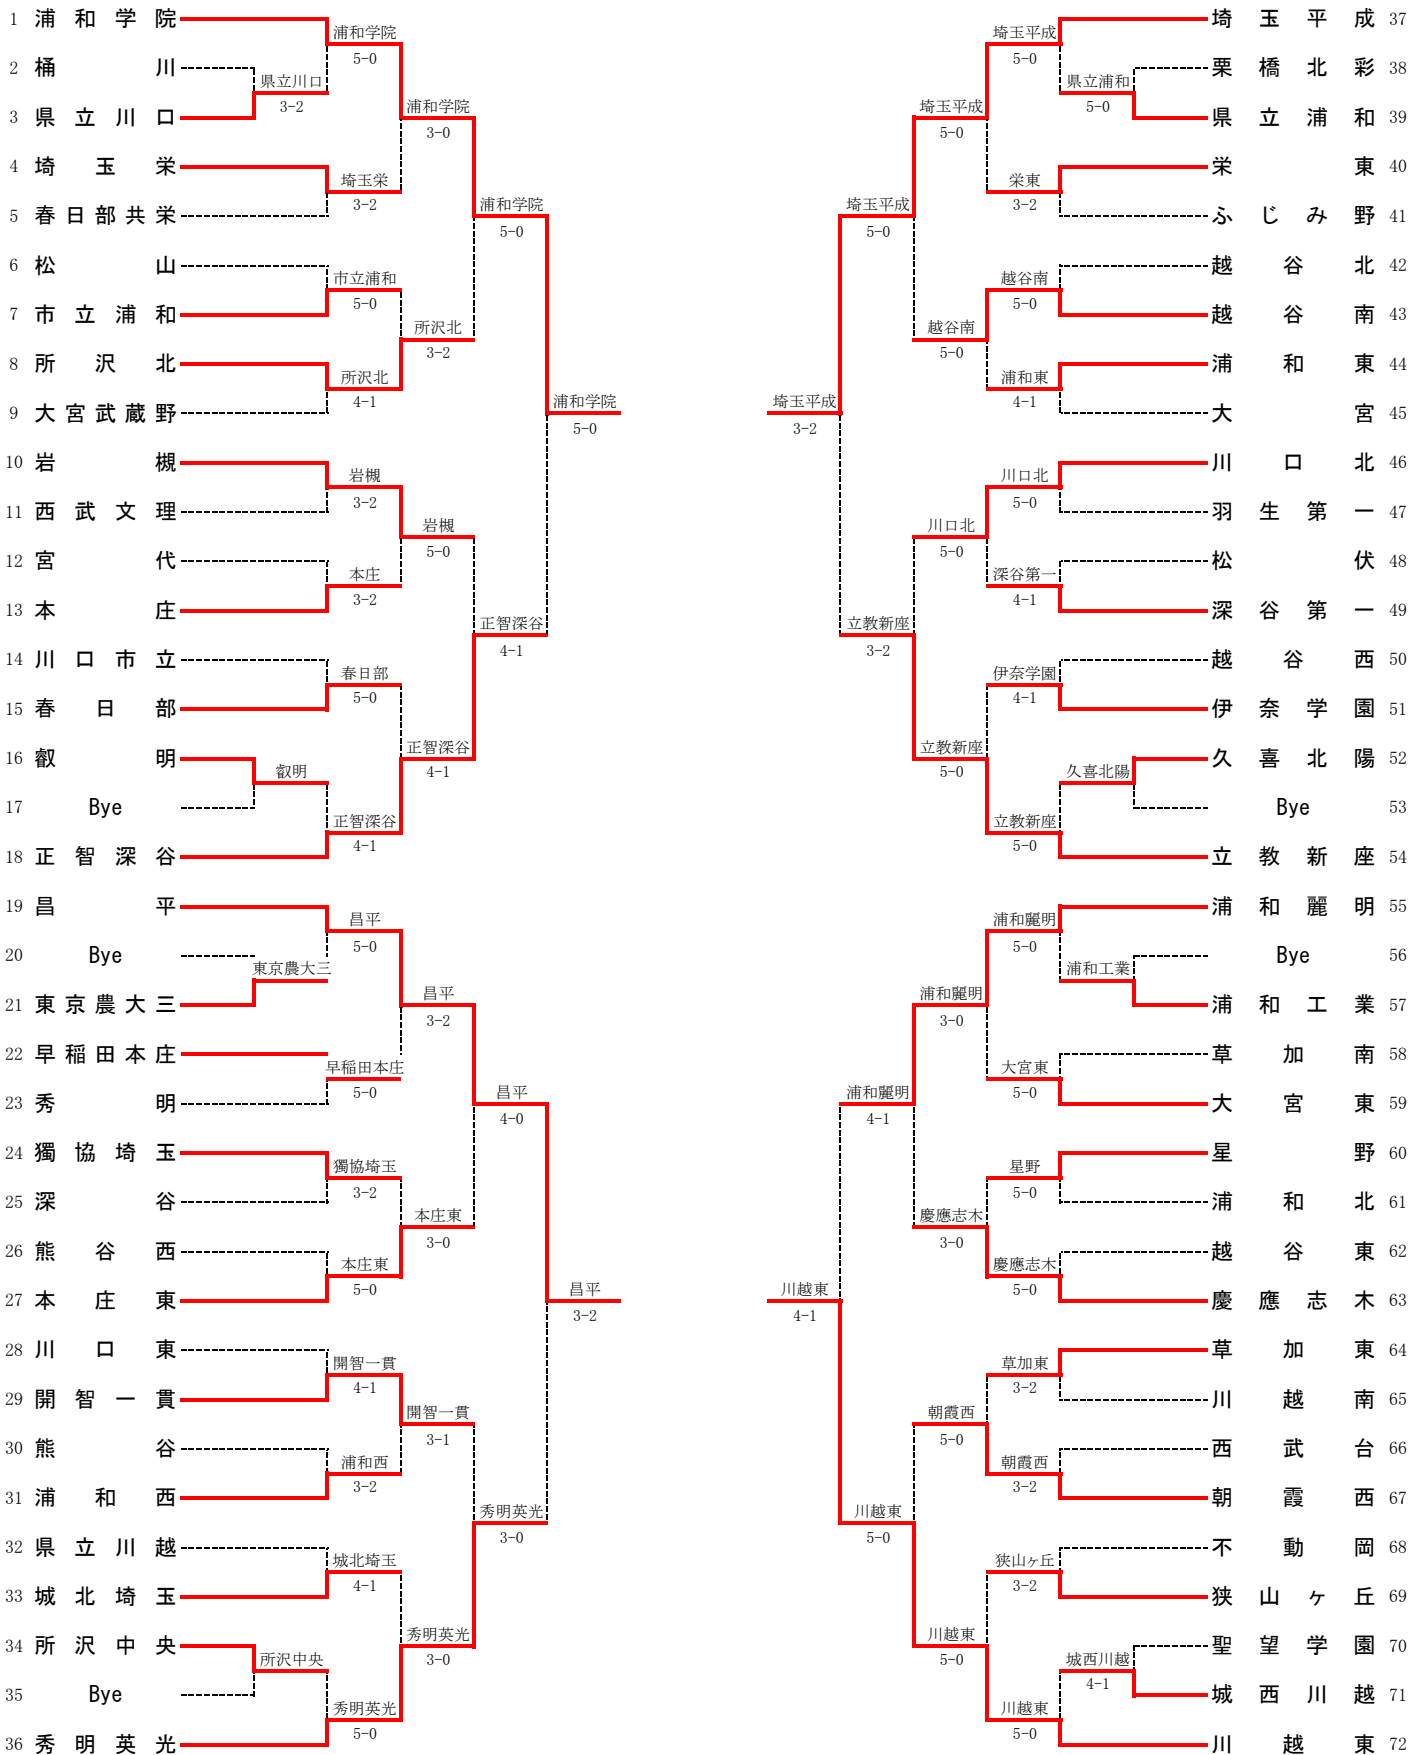 1 浦和学院
2 桶川
3 県立川口
4 埼玉栄
5 春日部共栄
6 松山
7 市立浦和
8 所沢北
9 大宮武蔵野
10 岩槻
11 西武文理
12 宮代
13 本庄
14 川口市立
15 春日部
16 叡明
17 Bye
18 正智深谷
19 昌平
20 Bye
21 東京農大三
22 早稲田本庄
23 秀明
24 獨協埼玉
25 深谷
26 熊谷西
27 本庄東
28 川口東
29 開智一貫
30 熊谷
31 浦和西
32 県立川越
33 城北埼玉
34 所沢中央
35 Bye
36 秀明英光
県立川口
3-2
叡明
東京農大三
所沢中央
浦和学院
5-0
埼玉栄
3-2
市立浦和
5-0
所沢北
4-1
岩槻
3-2
本庄
3-2
春日部
5-0
正智深谷
4-1
昌平
5-0
早稲田本庄
5-0
獨協埼玉
3-2
本庄東
5-0
開智一貫
4-1
浦和西
3-2
城北埼玉
4-1
秀明英光
5-0
浦和学院
3-0
所沢北
3-2
岩槻
5-0
正智深谷
4-1
昌平
3-2
本庄東
3-0
開智一貫
3-1
秀明英光
3-0
浦和学院
5-0
正智深谷
4-1
昌平
4-0
秀明英光
3-0
浦和学院
5-0
昌平
3-2
埼玉平成
3-2
川越東
4-1
埼玉平成
5-0
立教新座
3-2
浦和麗明
4-1
川越東
5-0
埼玉平成
5-0
越谷南
5-0
川口北
5-0
立教新座
5-0
浦和麗明
3-0
慶應志木
3-0
朝霞西
5-0
川越東
5-0
埼玉平成
5-0
栄東
3-2
越谷南
5-0
浦和東
4-1
川口北
5-0
深谷第一
4-1
伊奈学園
4-1
立教新座
5-0
浦和麗明
5-0
大宮東
5-0
星野
5-0
慶應志木
5-0
草加東
3-2
朝霞西
3-2
狭山ヶ丘
3-2
川越東
5-0
県立浦和
5-0
久喜北陽
浦和工業
城西川越
4-1
埼玉平成 37
栗橋北彩 38
県立浦和 39
栄東 40
ふじみ野 41
越谷北 42
越谷南 43
浦和東 44
大宮 45
川口北 46
羽生第一 47
松伏 48
深谷第一 49
越谷西 50
伊奈学園 51
久喜北陽 52
Bye 53
立教新座 54
浦和麗明 55
Bye 56
浦和工業 57
草加南 58
大宮東 59
星野 60
浦和北 61
越谷東 62
慶應志木 63
草加東 64
川越南 65
西武台 66
朝霞西 67
不動岡 68
狭山ヶ丘 69
聖望学園 70
城西川越 71
川越東 72